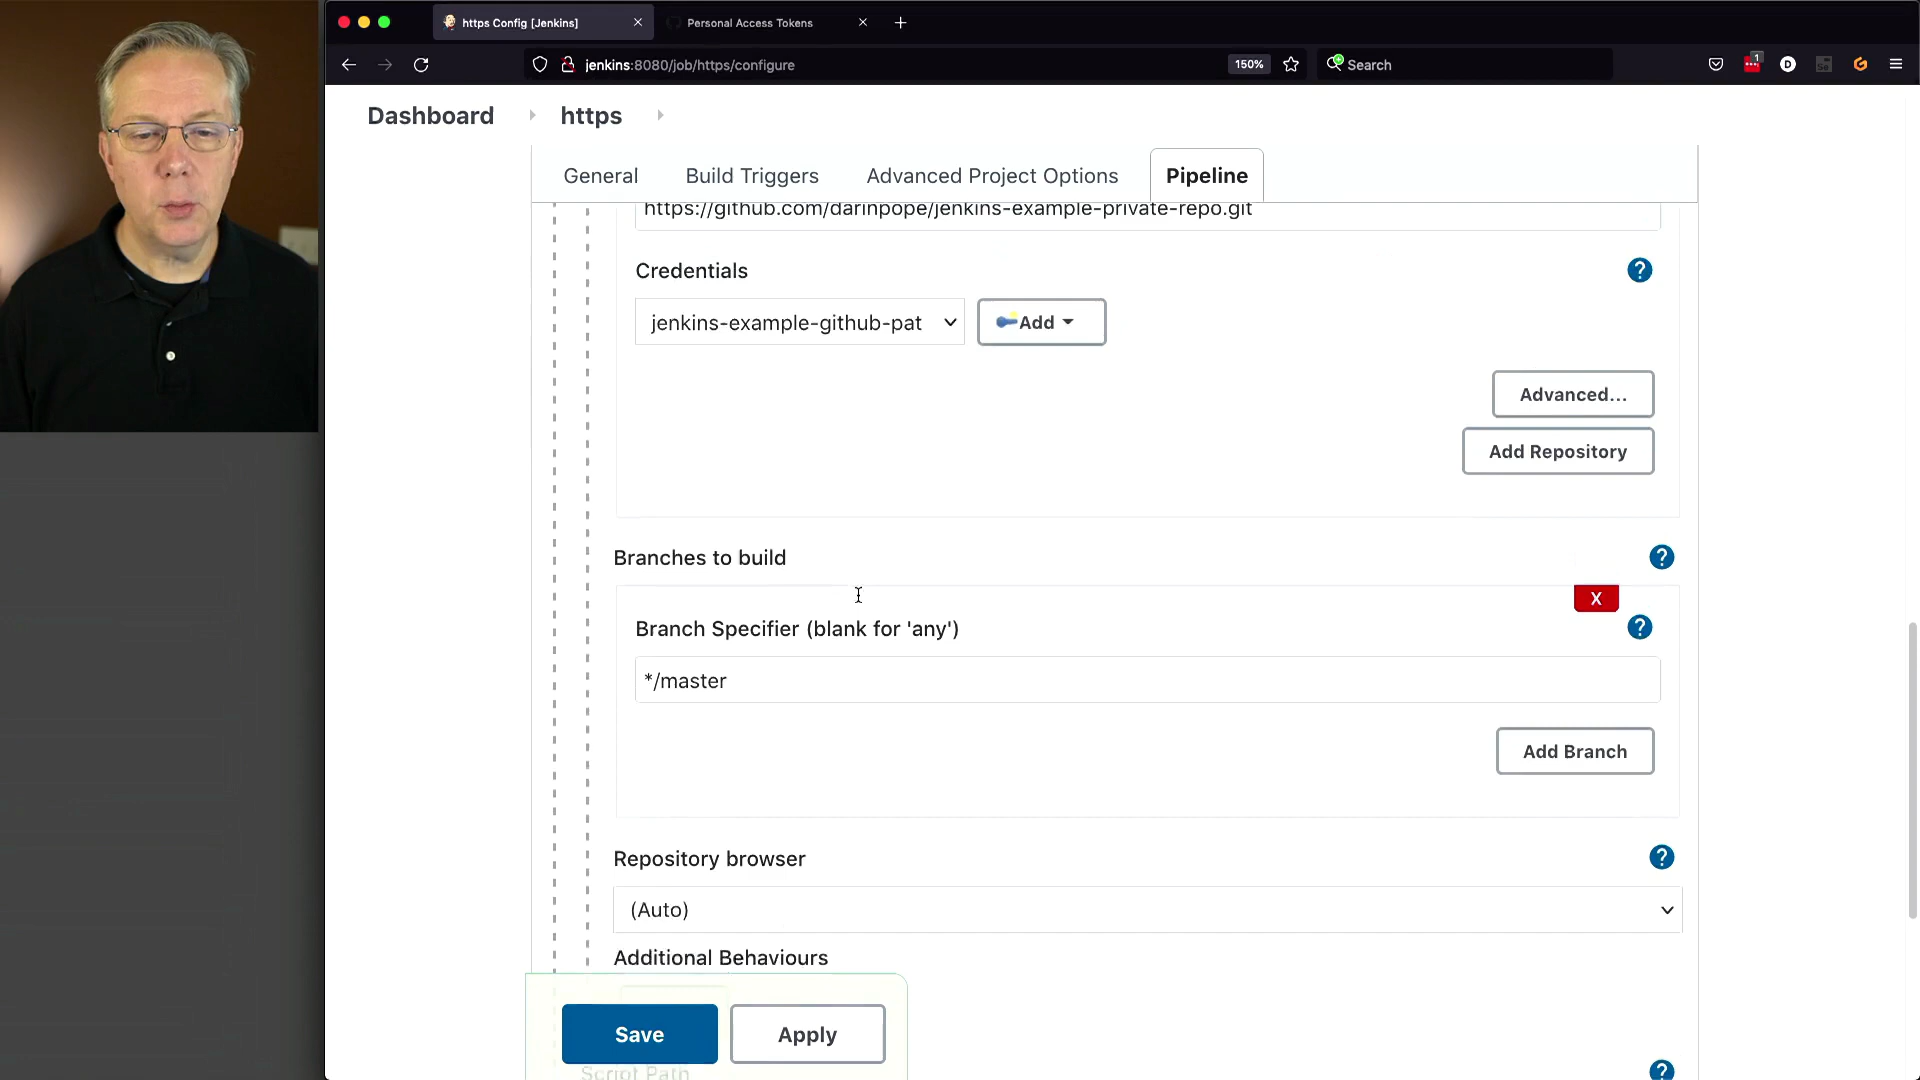 https Config [Jenkins]
Personal Access Tokens
jenkins:8080/job/https/configure
150%
Search
1
D
Dashboard
https
General
Build Triggers
Advanced Project Options
Pipeline
https://github.com/darinpope/jenkins-example-private-repo.git
Credentials
?
jenkins-example-github-pat
Add
Advanced...
Add Repository
Branches to build
?
X
Branch Specifier (blank for 'any')
?
*/master
Add Branch
Repository browser
?
(Auto)
Additional Behaviours
Save
Apply
Script Path
?